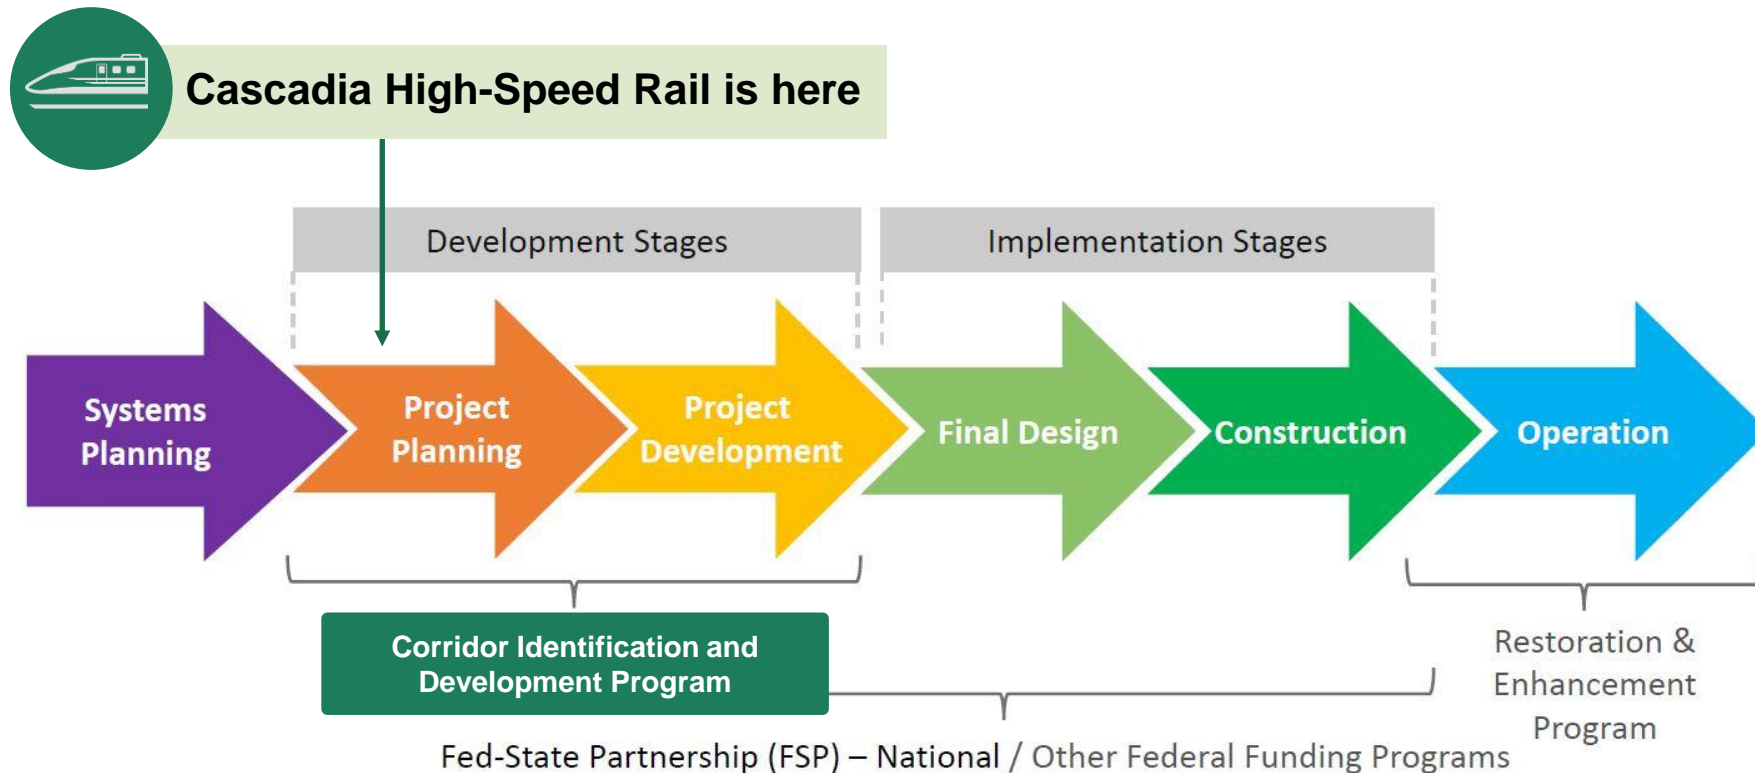 Cascadia High-Speed Rail is here
Development Stages
Implementation Stages
Systems
Planning
Project
Planning
Project
Development
Final Design
Construction
Operation
Corridor Identification and
Development Program
Restoration &
Enhancement
Program
Fed-State Partnership (FSP) – National / Other Federal Funding Programs